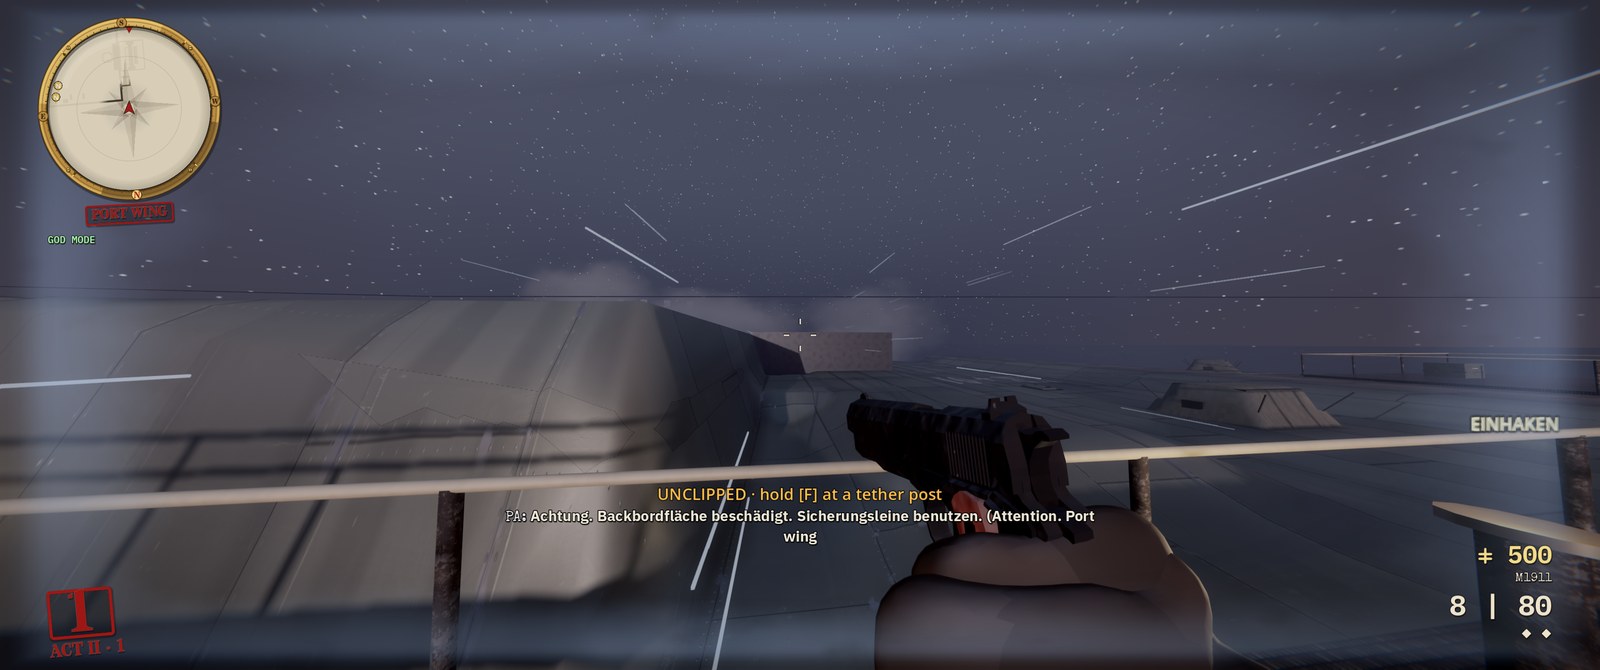 S
W
E
N
PORT WING
GOD MODE
EINHAKEN
UNCLIPPED · hold [F] at a tether post
PA: Achtung. Backbordfläche beschädigt. Sicherungsleine benutzen. (Attention. Port
wing
500
M1911
8 | 80
I
ACT II - 1